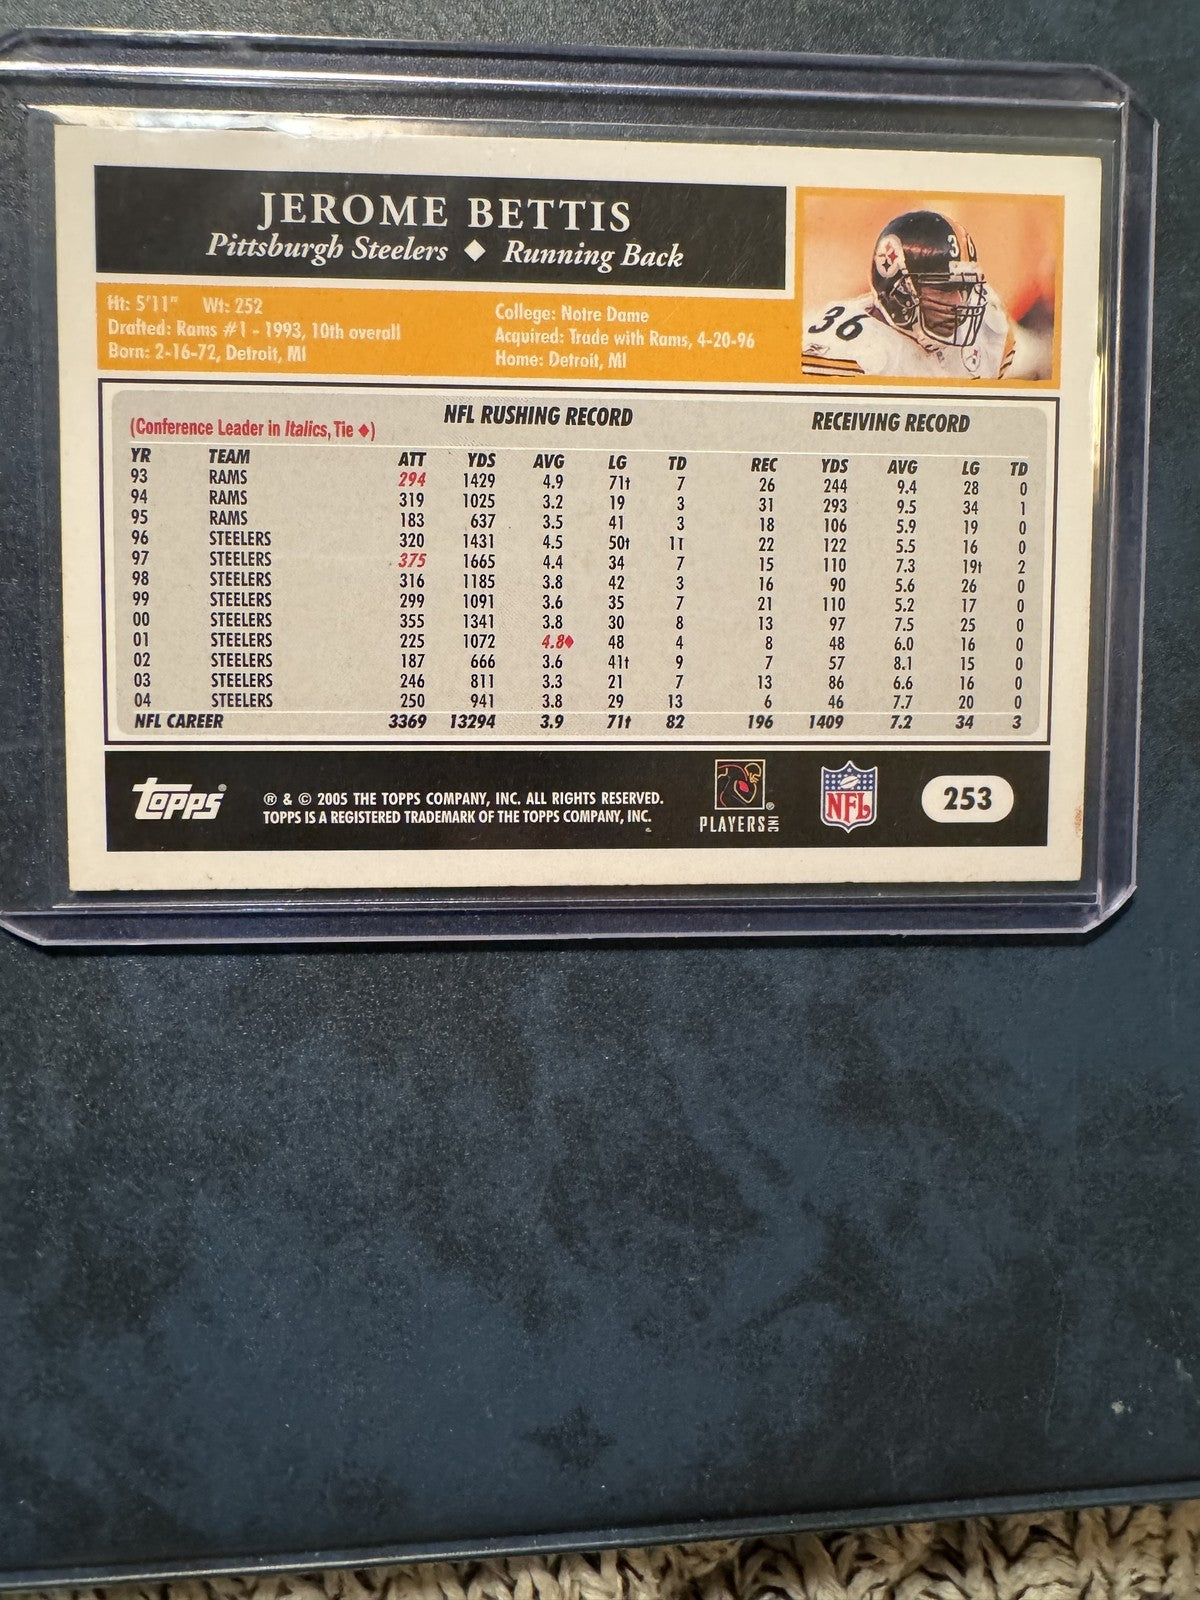 JEROME BETTIS
Pittsburgh Steelers ◆ Running Back
Ht: 5'11" Wt: 252
Drafted: Rams #1 - 1993, 10th overall
Born: 2-16-72, Detroit, MI
College: Notre Dame
Acquired: Trade with Rams, 4-20-96
Home: Detroit, MI
36
36
(Conference Leader in Italics, Tie ♦)
NFL RUSHING RECORD RECEIVING RECORD
YR TEAM ATT YDS AVG LG TD REC YDS AVG LG TD
93 RAMS 294 1429 4.9 71† 7 26 244 9.4 28 0
94 RAMS 319 1025 3.2 19 3 31 293 9.5 34 1
95 RAMS 183 637 3.5 41 3 18 106 5.9 19 0
96 STEELERS 320 1431 4.5 50† 11 22 122 5.5 16 0
97 STEELERS 375 1665 4.4 34 7 15 110 7.3 19† 2
98 STEELERS 316 1185 3.8 42 3 16 90 5.6 26 0
99 STEELERS 299 1091 3.6 35 7 21 110 5.2 17 0
00 STEELERS 355 1341 3.8 30 8 13 97 7.5 25 0
01 STEELERS 225 1072 4.8♦ 48 4 8 48 6.0 16 0
02 STEELERS 187 666 3.6 41† 9 7 57 8.1 15 0
03 STEELERS 246 811 3.3 21 7 13 86 6.6 16 0
04 STEELERS 250 941 3.8 29 13 6 46 7.7 20 0
NFL CAREER 3369 13294 3.9 71† 82 196 1409 7.2 34 3
topps®
® & © 2005 THE TOPPS COMPANY, INC. ALL RIGHTS RESERVED.
TOPPS IS A REGISTERED TRADEMARK OF THE TOPPS COMPANY, INC.
PLAYERS INC ®
NFL
253